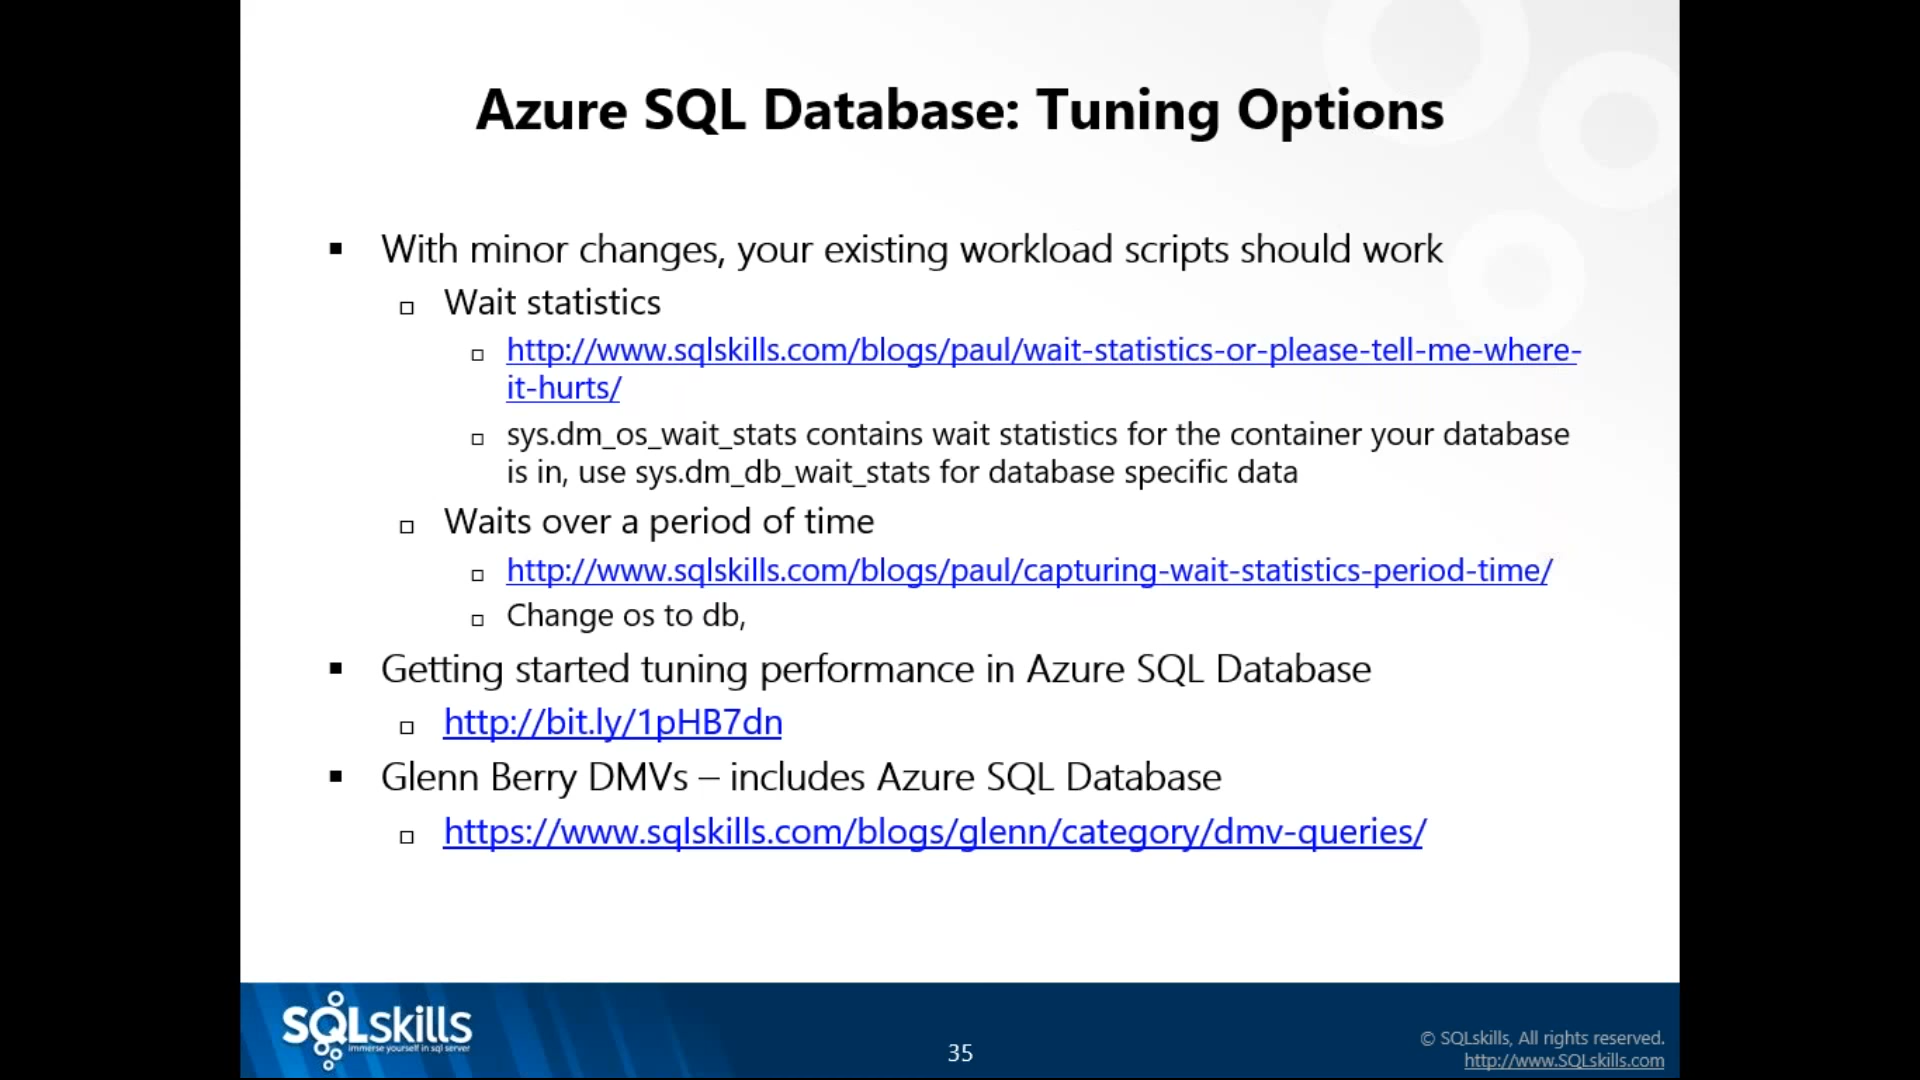 Azure SQL Database: Tuning Options
With minor changes, your existing workload scripts should work
Wait statistics
http://www.sqlskills.com/blogs/paul/wait-statistics-or-please-tell-me-where-
it-hurts/
sys.dm_os_wait_stats contains wait statistics for the container your database
is in, use sys.dm_db_wait_stats for database specific data
Waits over a period of time
http://www.sqlskills.com/blogs/paul/capturing-wait-statistics-period-time/
Change os to db,
Getting started tuning performance in Azure SQL Database
http://bit.ly/1pHB7dn
Glenn Berry DMVs – includes Azure SQL Database
https://www.sqlskills.com/blogs/glenn/category/dmv-queries/
SQLskills
immerse yourself in sql server
35
© SQLskills, All rights reserved.
http://www.SQLskills.com